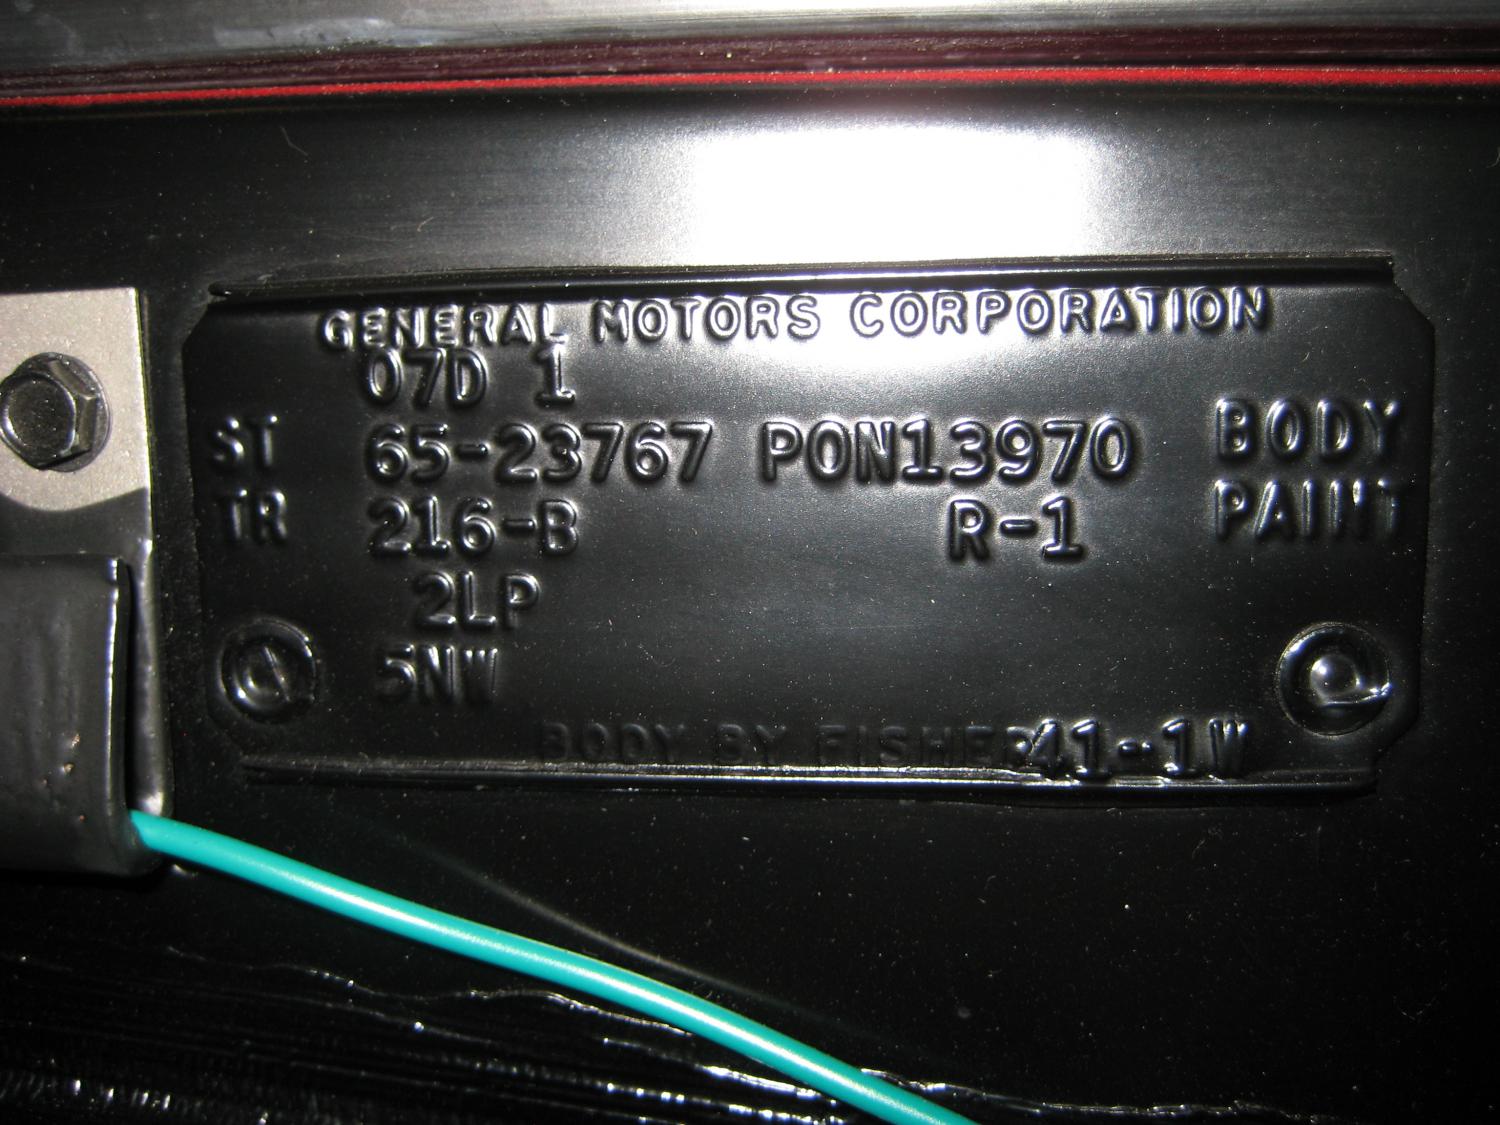 GENERAL MOTORS CORPORATION
07D 1
ST 65-23767 PON13970 BODY
TR 216-B R-1 PAINT
2LP
5NW
BODY BY FISHER 41-1W